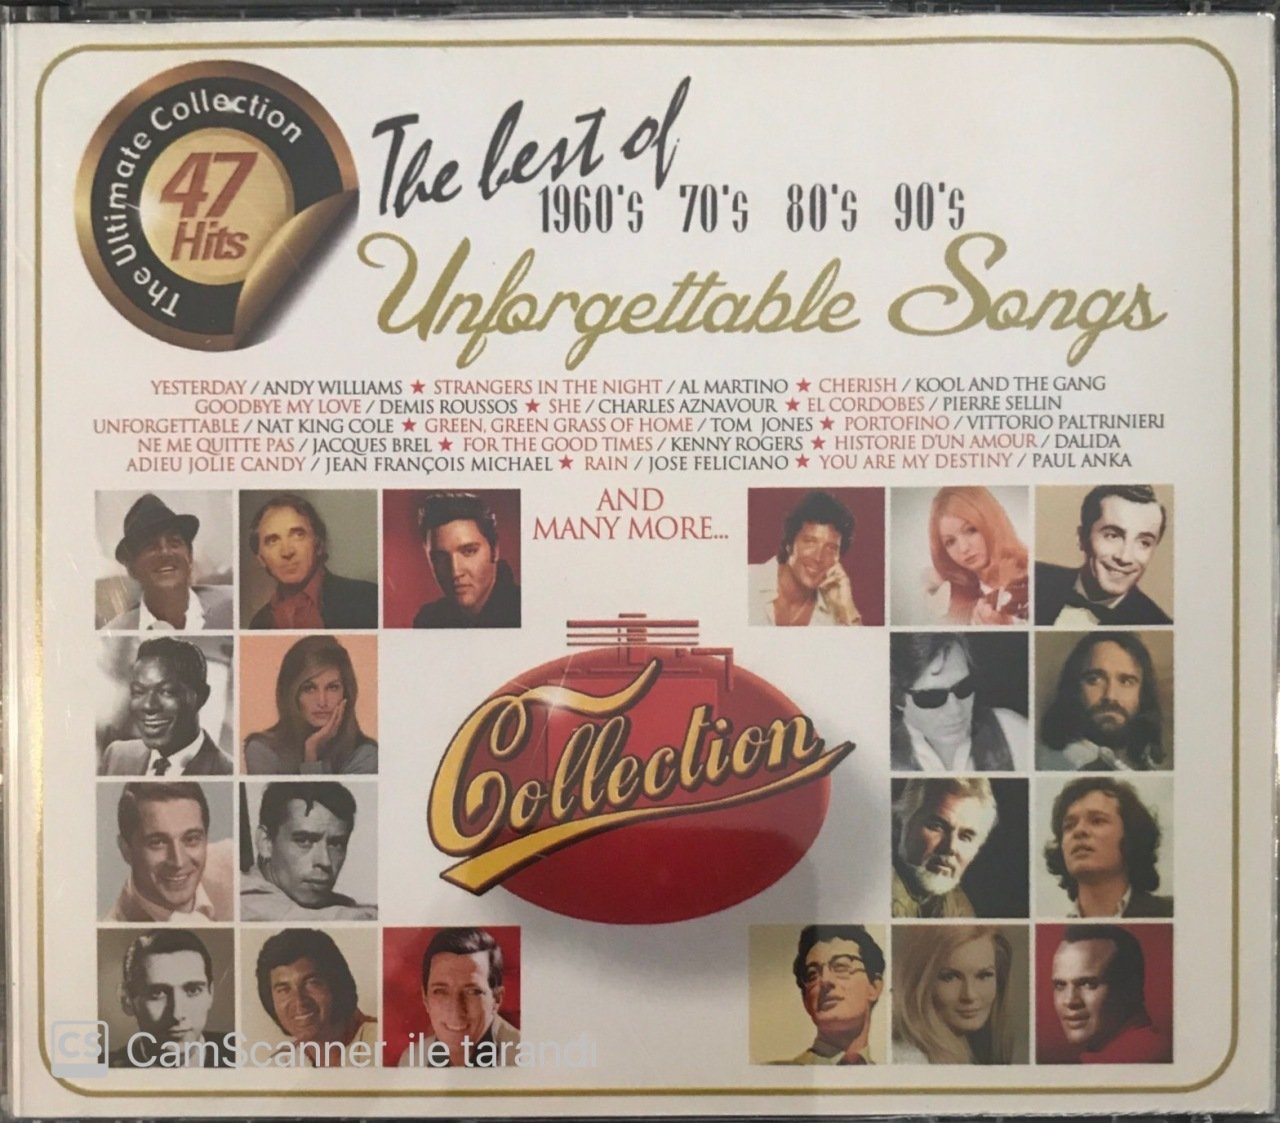 The Ultimate Collection
47
Hits
The best of
1960's 70's 80's 90's
Unforgettable Songs
YESTERDAY / ANDY WILLIAMS ★ STRANGERS IN THE NIGHT / AL MARTINO ★ CHERISH / KOOL AND THE GANG
GOODBYE MY LOVE / DEMIS ROUSSOS ★ SHE / CHARLES AZNAVOUR ★ EL CORDOBES / PIERRE SELLIN
UNFORGETTABLE / NAT KING COLE ★ GREEN, GREEN GRASS OF HOME / TOM JONES ★ PORTOFINO / VITTORIO PALTRINIERI
NE ME QUITTE PAS / JACQUES BREL ★ FOR THE GOOD TIMES / KENNY ROGERS ★ HISTORIE D'UN AMOUR / DALIDA
ADIEU JOLIE CANDY / JEAN FRANÇOIS MICHAEL ★ RAIN / JOSE FELICIANO ★ YOU ARE MY DESTINY / PAUL ANKA
AND
MANY MORE...
Collection
CS CamScanner ile tarandı